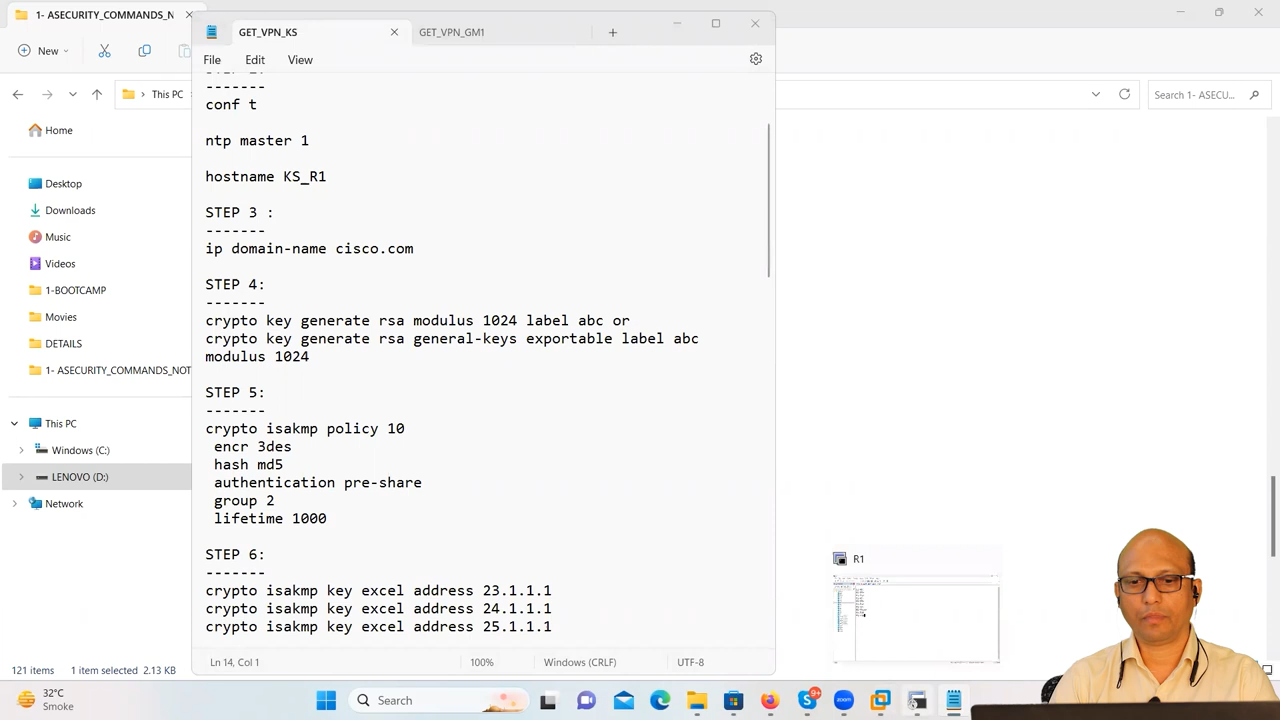 1- ASECURITY_COMMANDS_N
GET_VPN_KS
GET_VPN_GM1
New
File
Edit
View
This PC
Search 1- ASECU...
-------
conf t
ntp master 1
hostname KS_R1
STEP 3 :
-------
ip domain-name cisco.com
STEP 4:
-------
crypto key generate rsa modulus 1024 label abc or
crypto key generate rsa general-keys exportable label abc
modulus 1024
STEP 5:
-------
crypto isakmp policy 10
encr 3des
hash md5
authentication pre-share
group 2
lifetime 1000
STEP 6:
-------
crypto isakmp key excel address 23.1.1.1
crypto isakmp key excel address 24.1.1.1
crypto isakmp key excel address 25.1.1.1
Home
Desktop
Downloads
Music
Videos
1-BOOTCAMP
Movies
DETAILS
1- ASECURITY_COMMANDS_NOT
This PC
Windows (C:)
LENOVO (D:)
Network
R1
121 items
1 item selected 2.13 KB
Ln 14, Col 1
100%
Windows (CRLF)
UTF-8
32°C
Smoke
Search
9+
zoom